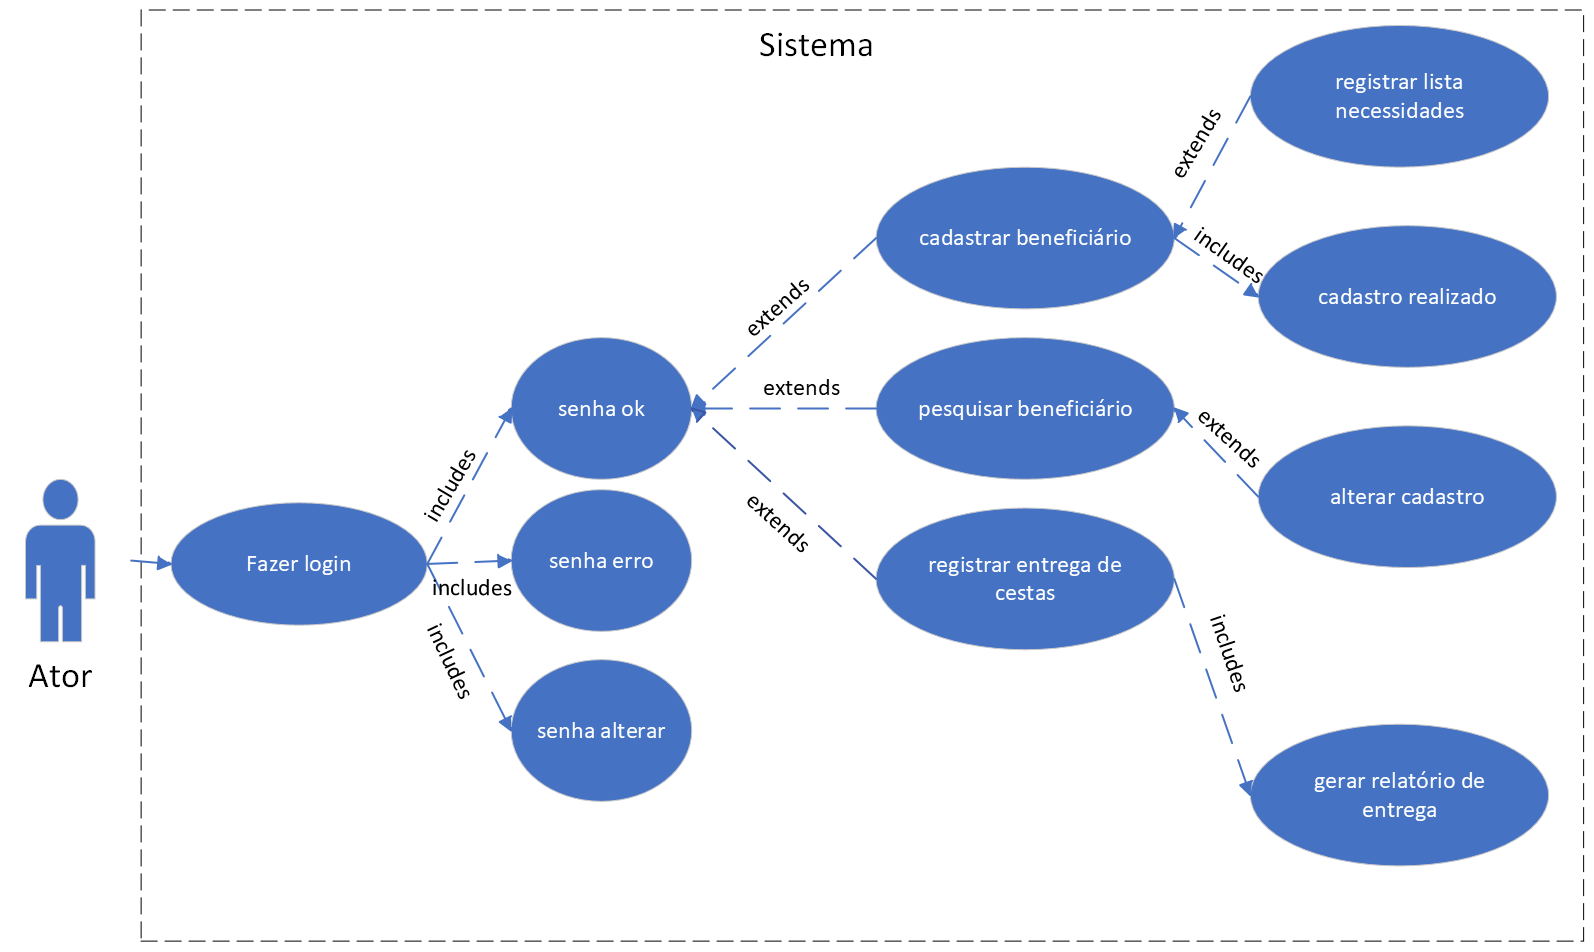 Sistema
registrar lista
necessidades
extends
cadastrar beneficiário
includes
cadastro realizado
extends
senha ok
extends
pesquisar beneficiário
extends
alterar cadastro
includes
extends
Ator
Fazer login
includes
senha erro
registrar entrega de
cestas
includes
includes
senha alterar
gerar relatório de
entrega